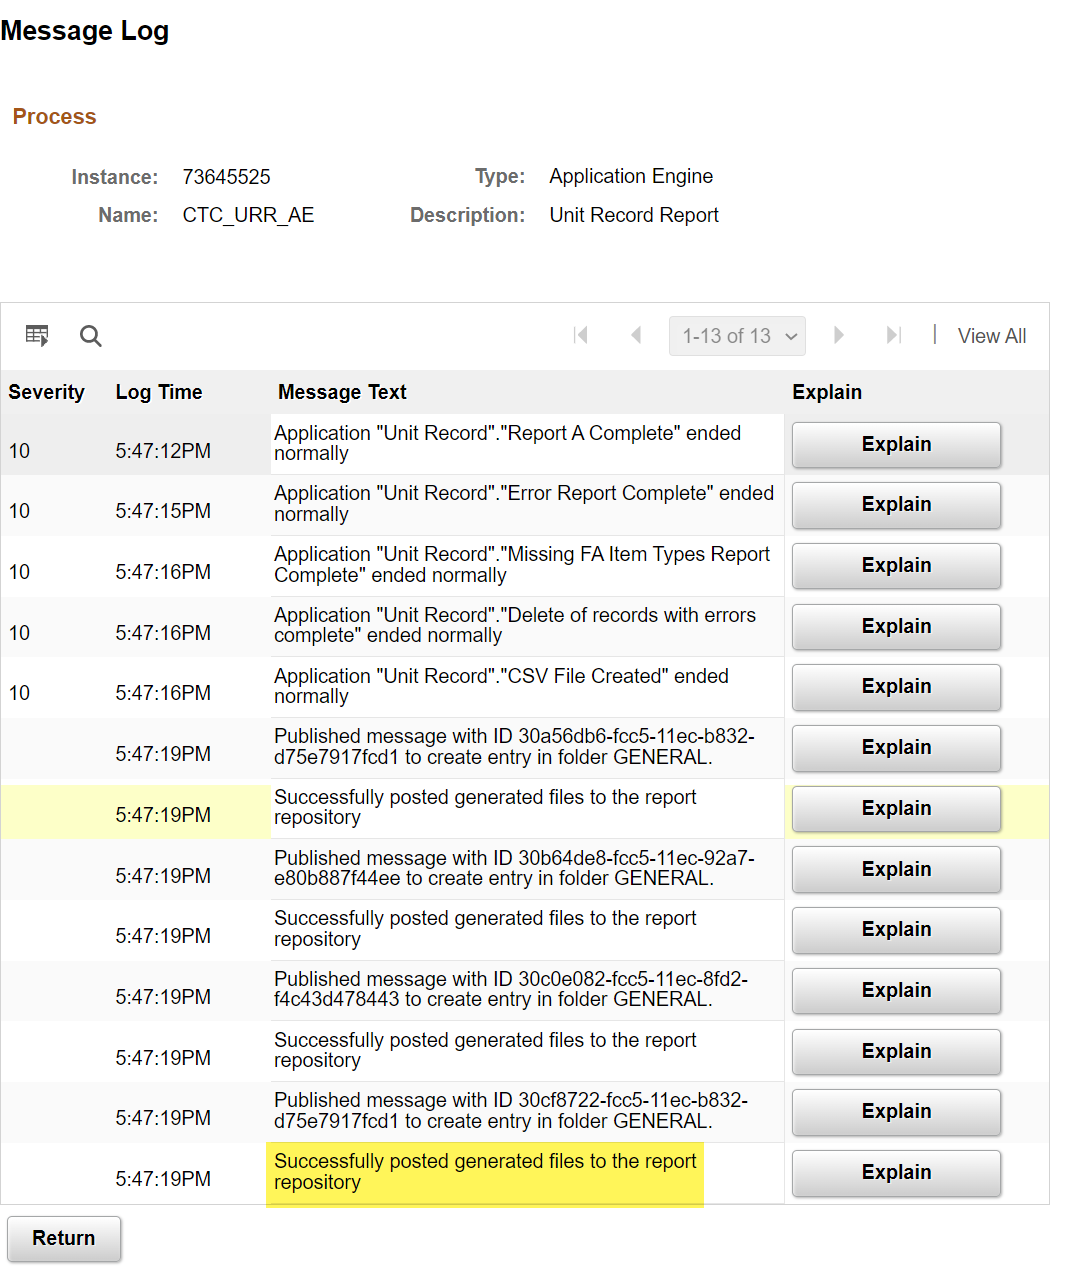 Message Log
Process
Instance: 73645525 Type: Application Engine
Name: CTC_URR_AE Description: Unit Record Report
1-13 of 13 | View All
Severity Log Time Message Text Explain
10 5:47:12PM Application "Unit Record"."Report A Complete" ended
normally Explain
10 5:47:15PM Application "Unit Record"."Error Report Complete" ended
normally Explain
10 5:47:16PM Application "Unit Record"."Missing FA Item Types Report
Complete" ended normally Explain
10 5:47:16PM Application "Unit Record"."Delete of records with errors
complete" ended normally Explain
10 5:47:16PM Application "Unit Record"."CSV File Created" ended
normally Explain
5:47:19PM Published message with ID 30a56db6-fcc5-11ec-b832-
d75e7917fcd1 to create entry in folder GENERAL. Explain
5:47:19PM Successfully posted generated files to the report
repository Explain
5:47:19PM Published message with ID 30b64de8-fcc5-11ec-92a7-
e80b887f44ee to create entry in folder GENERAL. Explain
5:47:19PM Successfully posted generated files to the report
repository Explain
5:47:19PM Published message with ID 30c0e082-fcc5-11ec-8fd2-
f4c43d478443 to create entry in folder GENERAL. Explain
5:47:19PM Successfully posted generated files to the report
repository Explain
5:47:19PM Published message with ID 30cf8722-fcc5-11ec-b832-
d75e7917fcd1 to create entry in folder GENERAL. Explain
5:47:19PM Successfully posted generated files to the report
repository Explain
Return